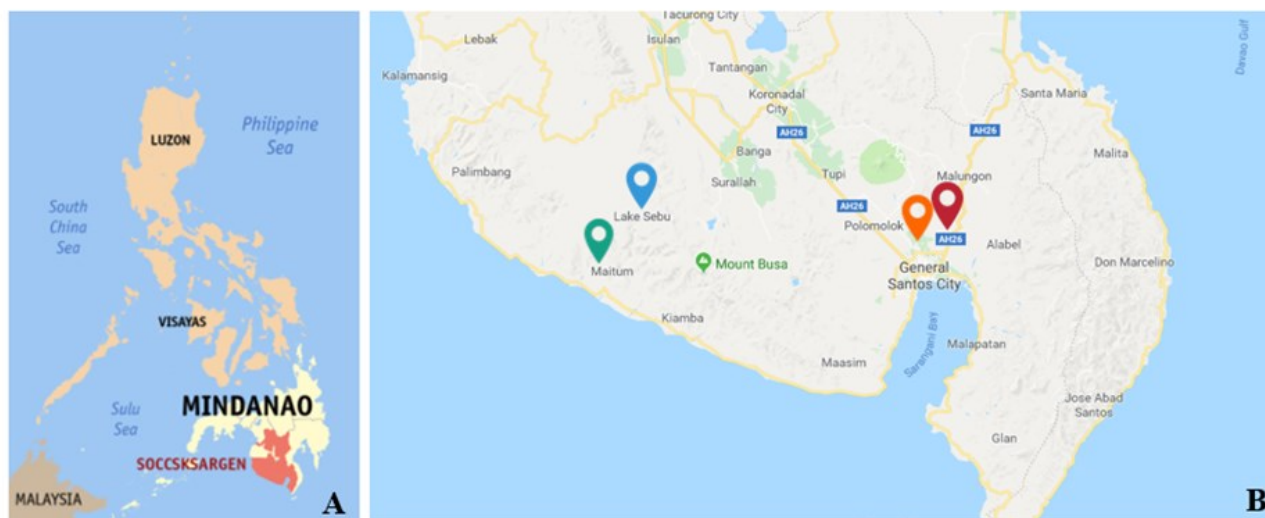 LUZON
Philippine
Sea
South
China
Sea
VISAYAS
MINDANAO
Sulu
Sea
SOCCSKSARGEN
MALAYSIA
A
Tacurong City
Lebak
Isulan
Davao Gulf
Kalamansig
Tantangan
Koronadal
City
Santa Maria
AH26
AH26
Banga
Malita
Palimbang
Surallah
Tupi
Malungon
Lake Sebu
AH26
Polomolok
AH26
Alabel
Maitum
Mount Busa
General
Santos City
Don Marcelino
Kiamba
Sarangani Bay
Malapatan
Maasim
Jose Abad
Santos
Glan
B